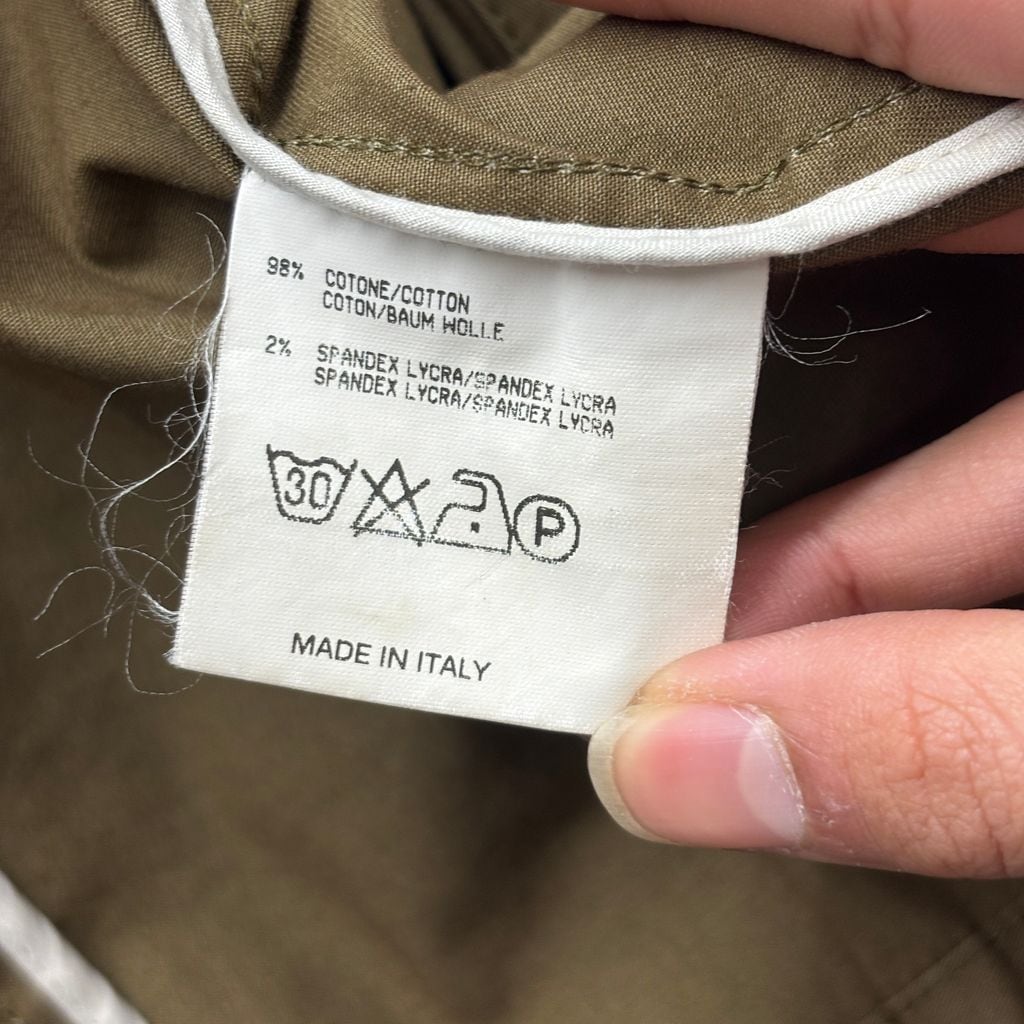 98% COTONE/COTTON
COTON/BAUM WOLLE
2% SPANDEX LYCRA/SPANDEX LYCRA
SPANDEX LYCRA/SPANDEX LYCRA
30 P
MADE IN ITALY